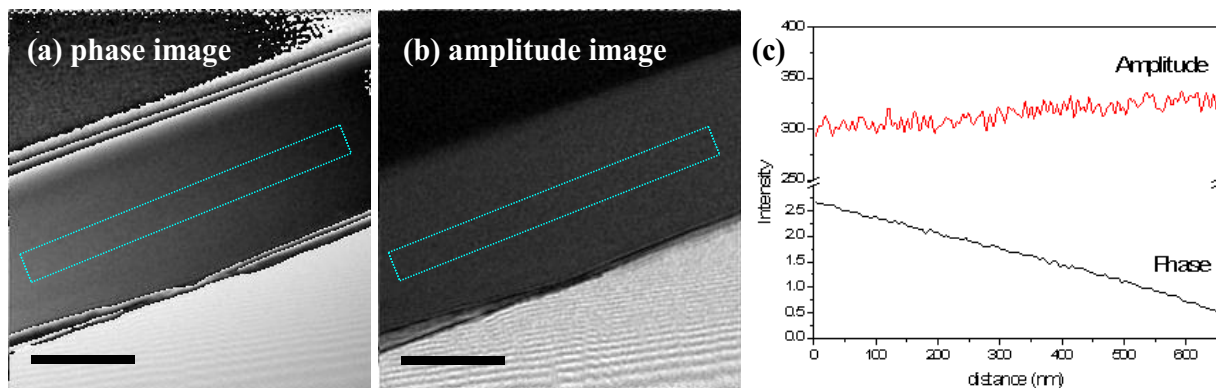 (a) phase image
(b) amplitude image
(c)
400
350
300
250
2.5
2.0
1.5
1.0
0.5
0.0
Intensity
Amplitude
Phase
0 100 200 300 400 500 600
distance (nm)